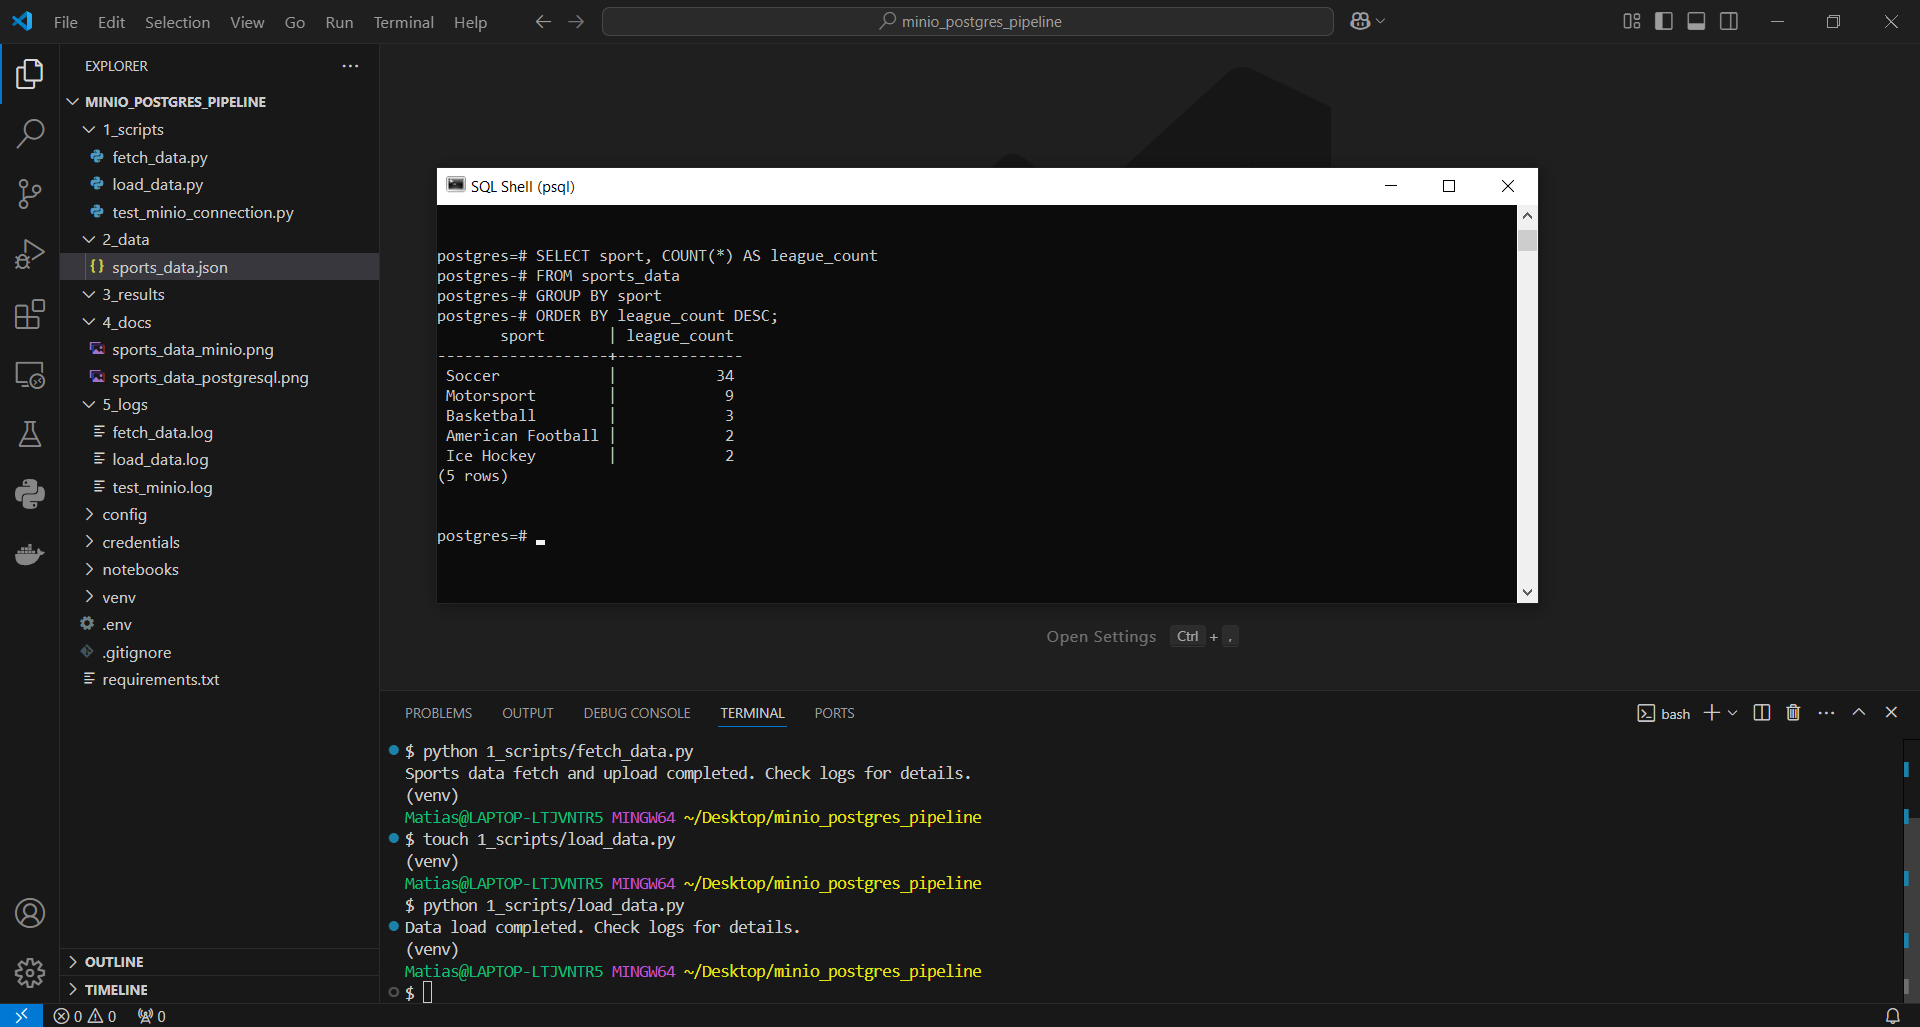 File Edit Selection View Go Run Terminal Help
minio_postgres_pipeline
EXPLORER
MINIO_POSTGRES_PIPELINE
1_scripts
fetch_data.py
load_data.py
test_minio_connection.py
2_data
sports_data.json
3_results
4_docs
sports_data_minio.png
sports_data_postgresql.png
5_logs
fetch_data.log
load_data.log
test_minio.log
config
credentials
notebooks
venv
.env
.gitignore
requirements.txt
OUTLINE
TIMELINE
SQL Shell (psql)
postgres=# SELECT sport, COUNT(*) AS league_count
postgres-# FROM sports_data
postgres-# GROUP BY sport
postgres-# ORDER BY league_count DESC;
sport | league_count
-------------------+--------------
Soccer | 34
Motorsport | 9
Basketball | 3
American Football | 2
Ice Hockey | 2
(5 rows)
postgres=#
Open Settings Ctrl + ,
PROBLEMS OUTPUT DEBUG CONSOLE TERMINAL PORTS
bash
$ python 1_scripts/fetch_data.py
Sports data fetch and upload completed. Check logs for details.
(venv)
Matias@LAPTOP-LTJVNTR5 MINGW64 ~/Desktop/minio_postgres_pipeline
$ touch 1_scripts/load_data.py
(venv)
Matias@LAPTOP-LTJVNTR5 MINGW64 ~/Desktop/minio_postgres_pipeline
$ python 1_scripts/load_data.py
Data load completed. Check logs for details.
(venv)
Matias@LAPTOP-LTJVNTR5 MINGW64 ~/Desktop/minio_postgres_pipeline
$
0 0 0